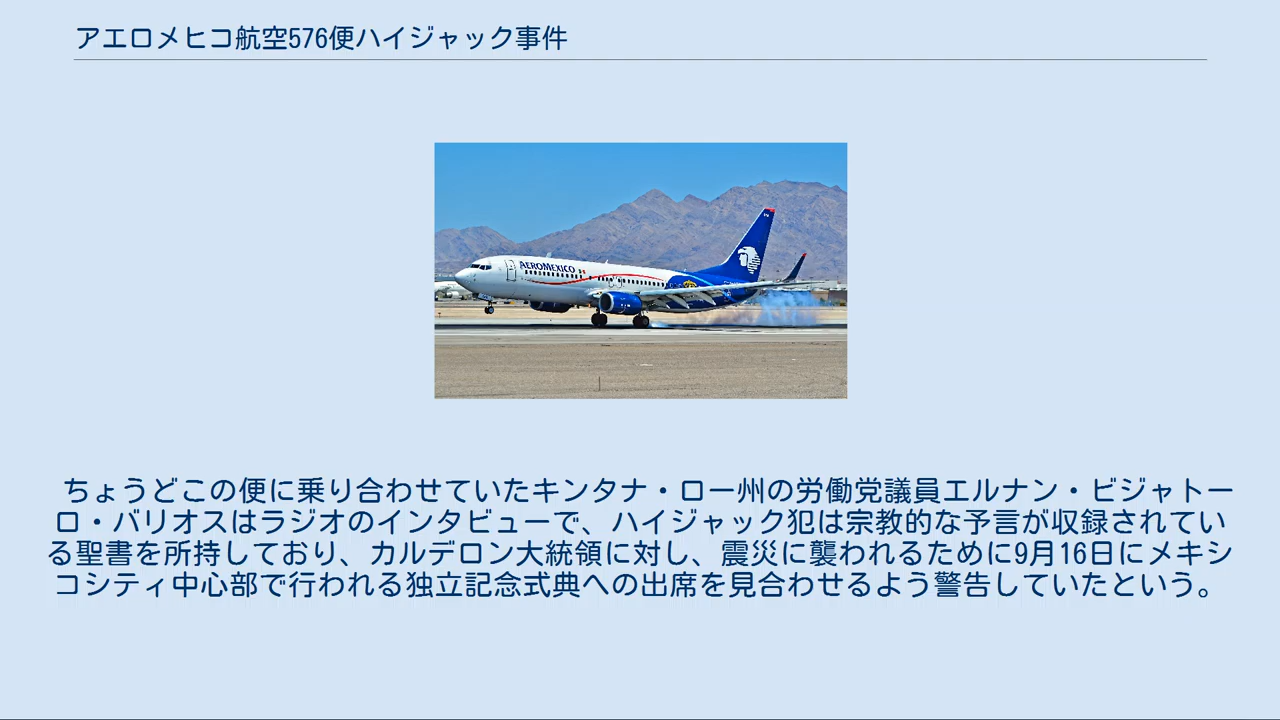 アエロメヒコ航空576便ハイジャック事件
AEROMEXICO
ちょうどこの便に乗り合わせていたキンタナ・ロー州の労働党議員エルナン・ビジャトー
ロ・バリオスはラジオのインタビューで、ハイジャック犯は宗教的な予言が収録されてい
る聖書を所持しており、カルデロン大統領に対し、震災に襲われるために9月16日にメキシ
コシティ中心部で行われる独立記念式典への出席を見合わせるよう警告していたという。